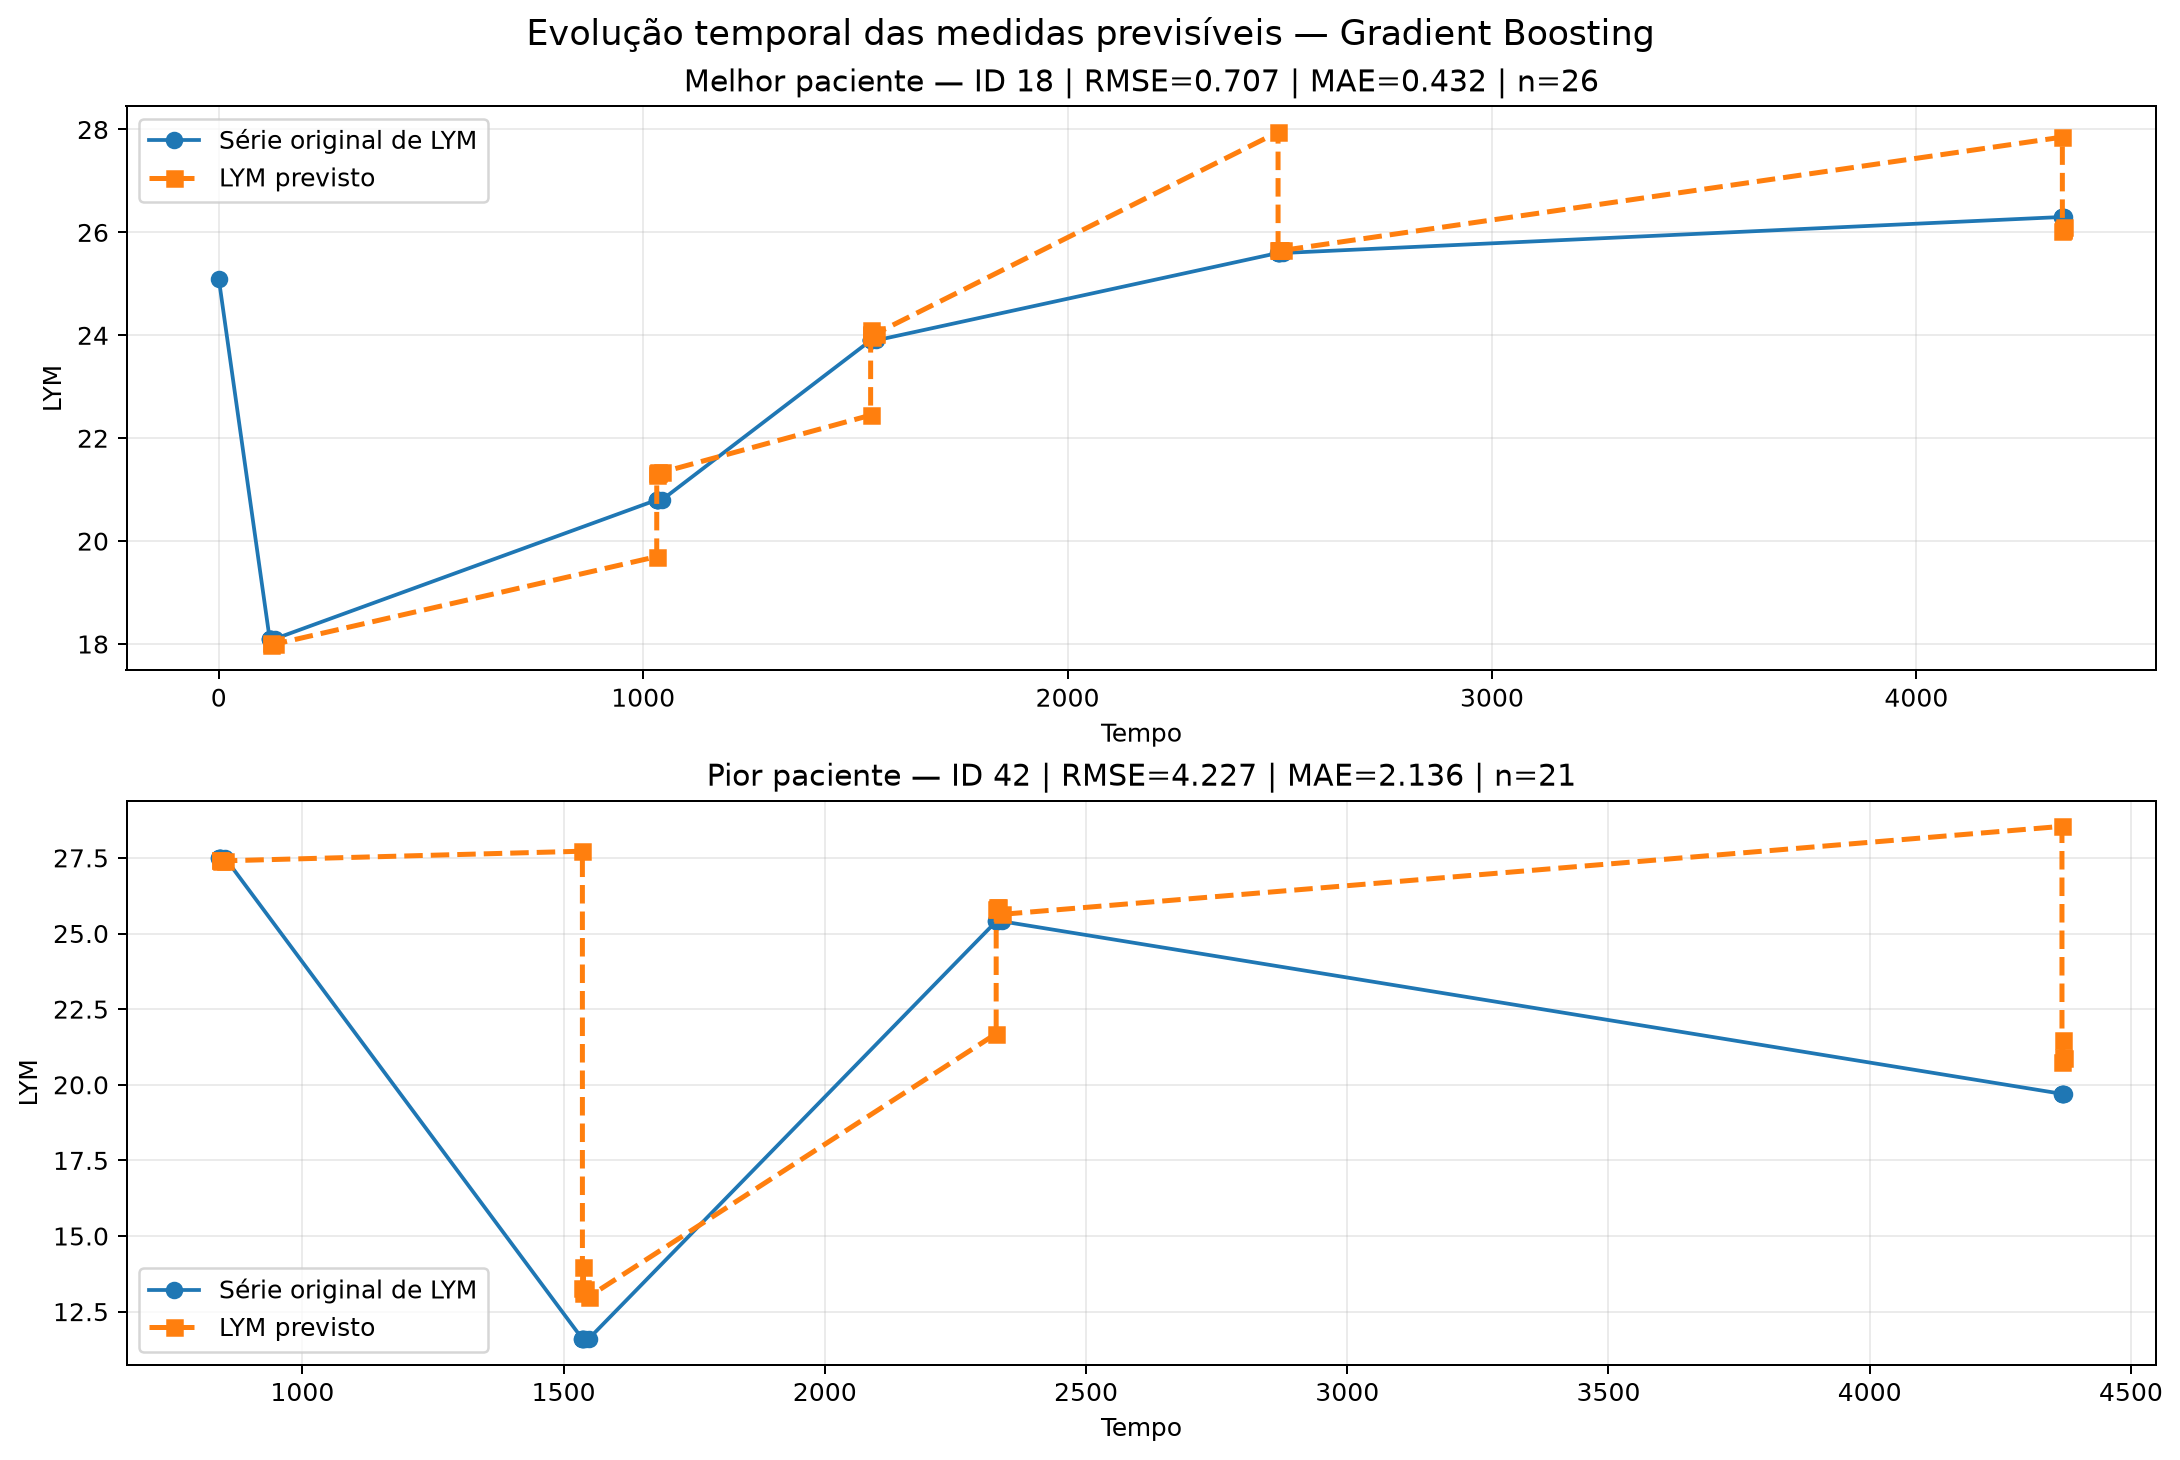 Evolução temporal das medidas previsíveis — Gradient Boosting
Melhor paciente — ID 18 | RMSE=0.707 | MAE=0.432 | n=26
Série original de LYM
LYM previsto
28
26
24
22
20
18
LYM
0 1000 2000 3000 4000
Tempo
Pior paciente — ID 42 | RMSE=4.227 | MAE=2.136 | n=21
27.5
25.0
22.5
20.0
17.5
15.0
12.5
LYM
Série original de LYM
LYM previsto
1000 1500 2000 2500 3000 3500 4000 4500
Tempo